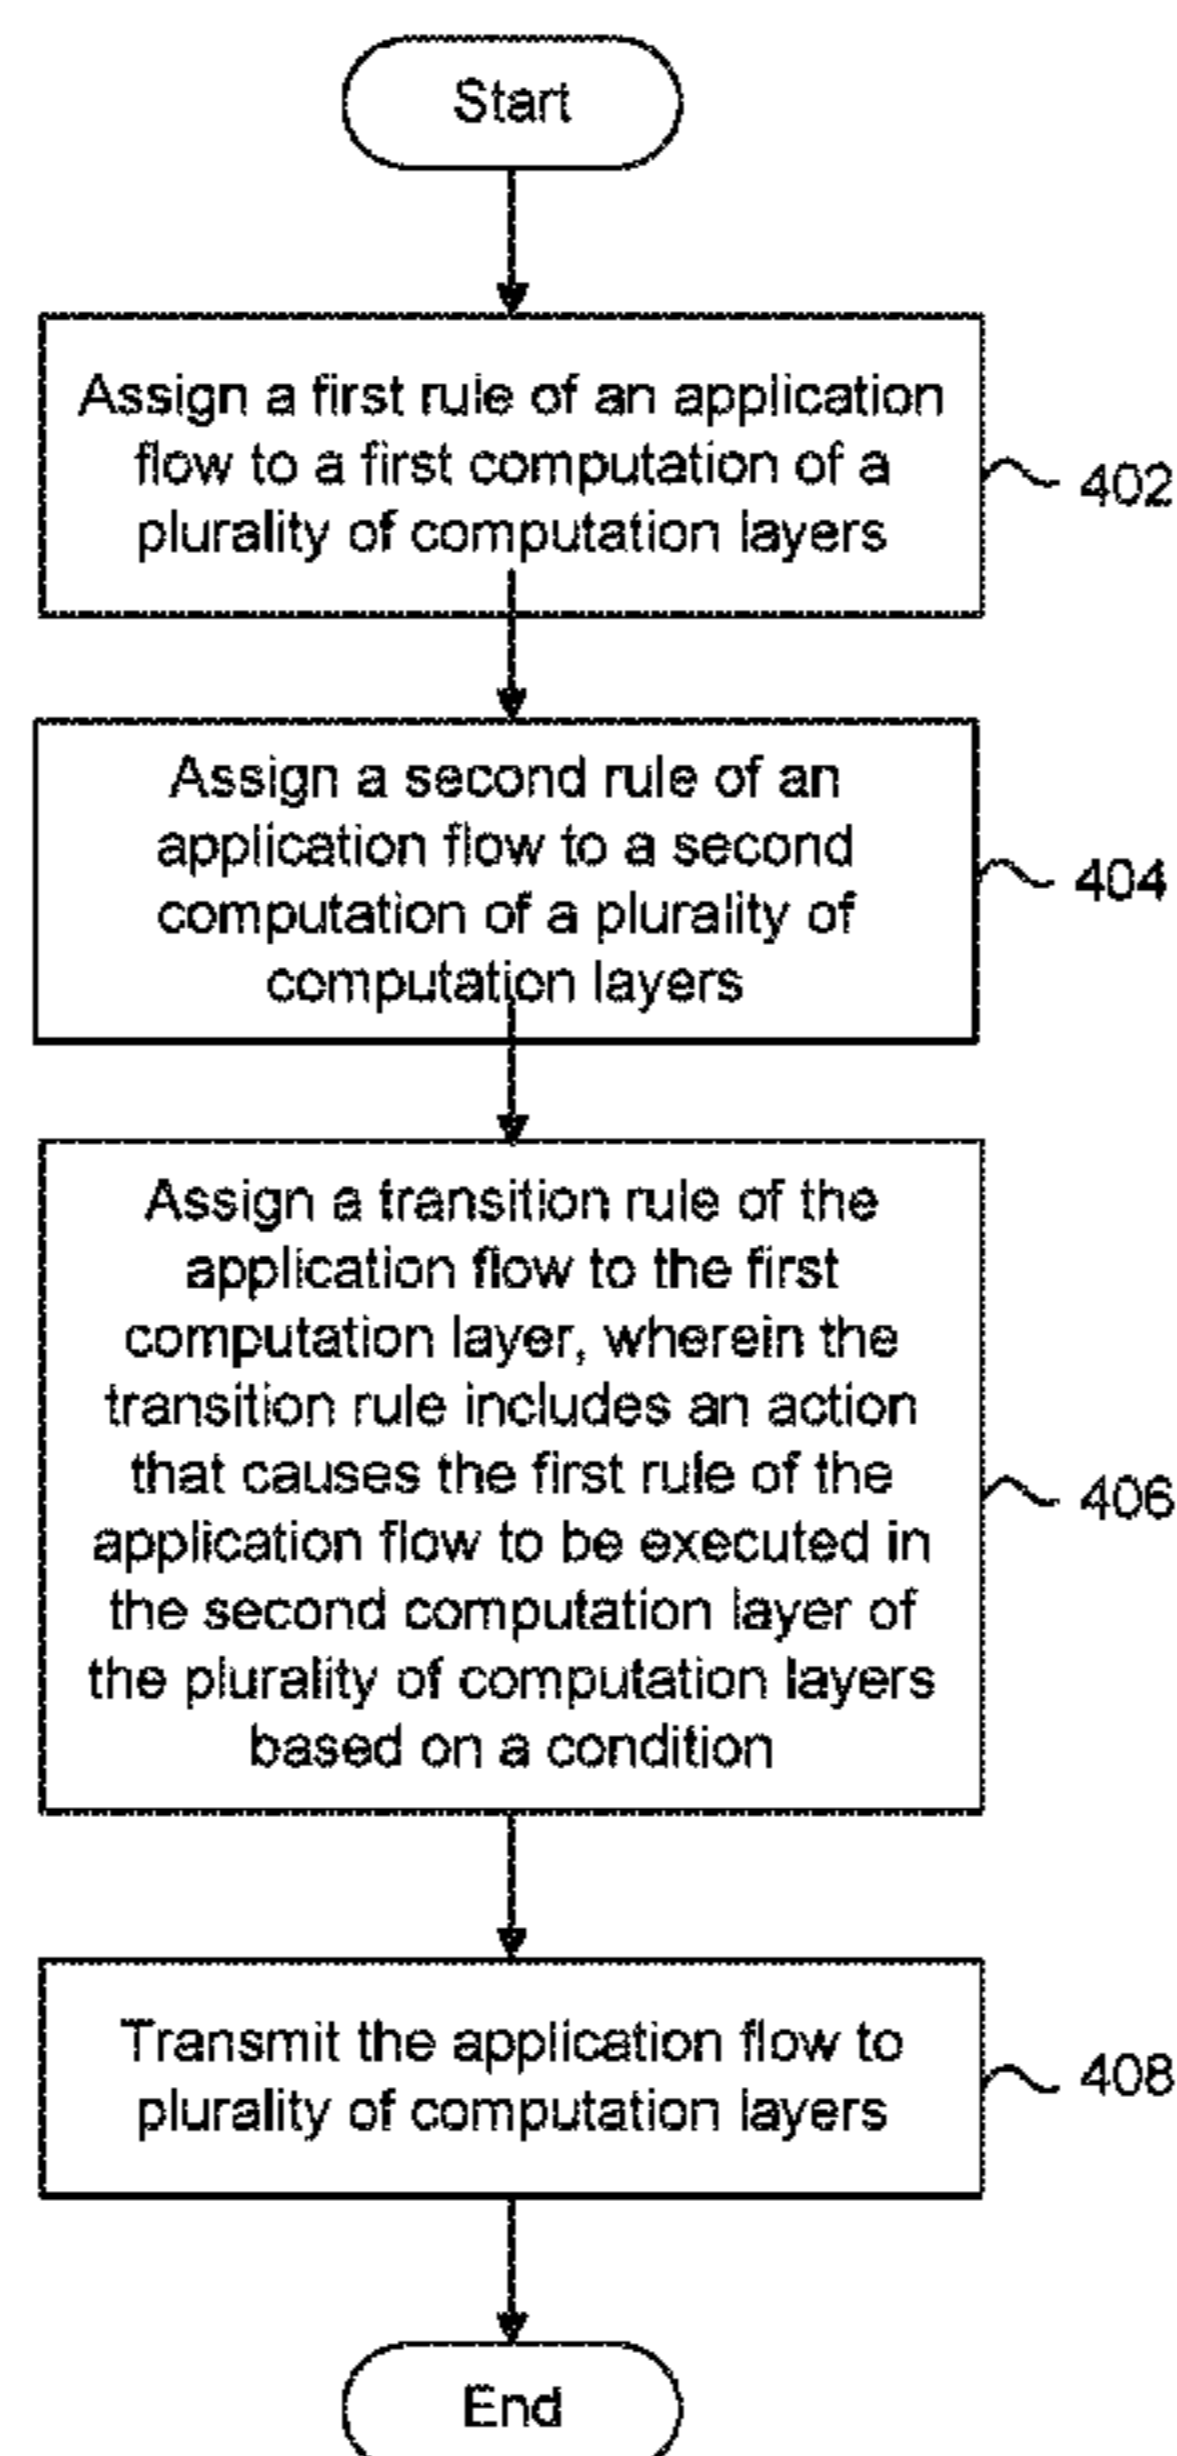 Start
Assign a first rule of an application
flow to a first computation of a
plurality of computation layers
402
Assign a second rule of an
application flow to a second
computation of a plurality of
computation layers
404
Assign a transition rule of the
application flow to the first
computation layer, wherein the
transition rule includes an action
that causes the first rule of the
application flow to be executed in
the second computation layer of
the plurality of computation layers
based on a condition
406
Transmit the application flow to
plurality of computation layers
408
End